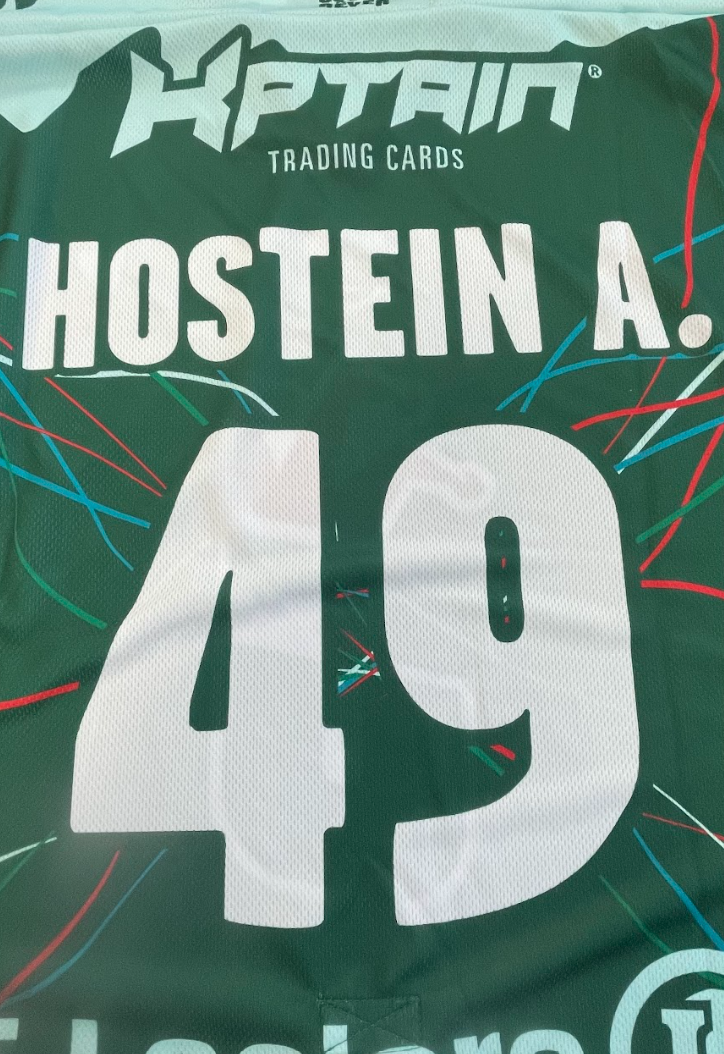 KPTAIN®
TRADING CARDS
HOSTEIN A.
49